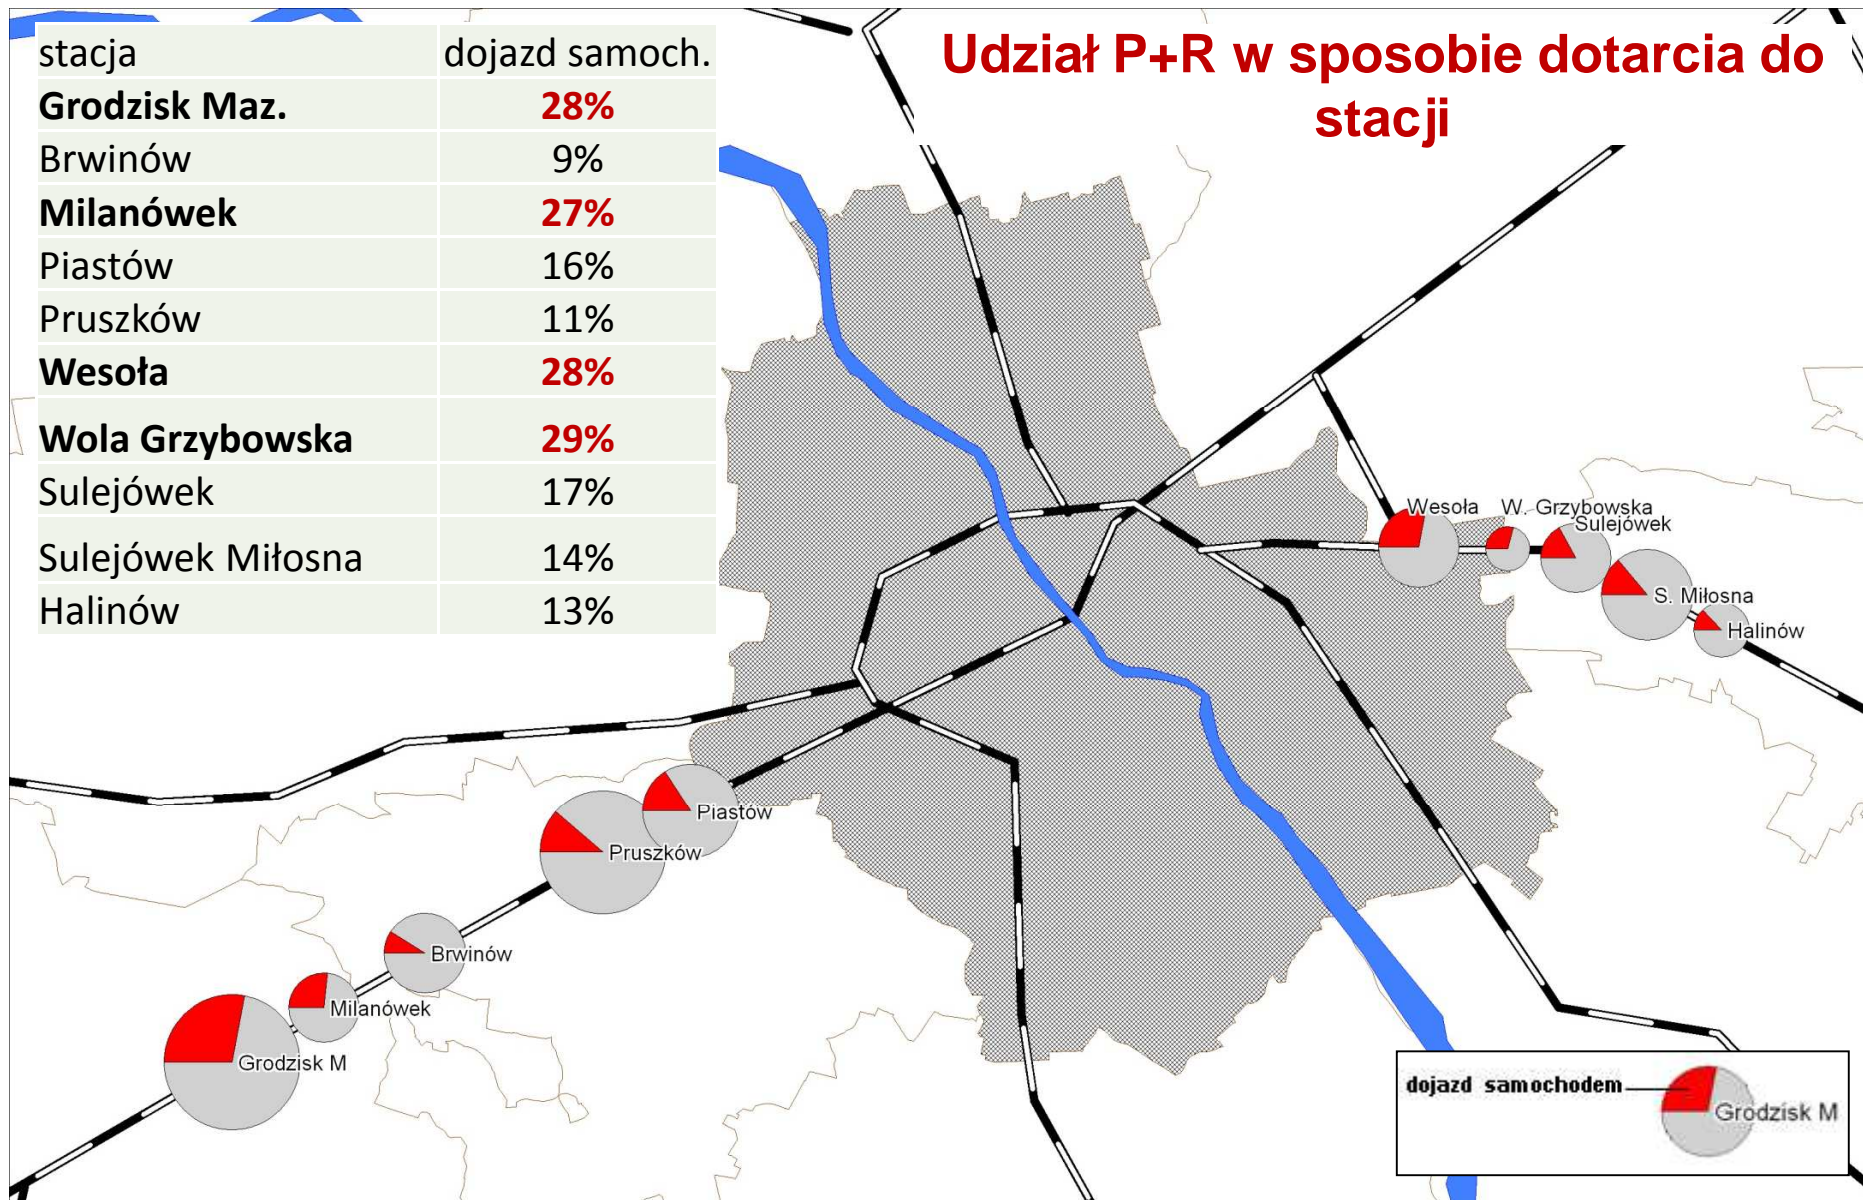 Udział P+R w sposobie dotarcia do
stacji
stacja dojazd samoch.
Grodzisk Maz. 28%
Brwinów 9%
Milanówek 27%
Piastów 16%
Pruszków 11%
Wesoła 28%
Wola Grzybowska 29%
Sulejówek 17%
Sulejówek Miłosna 14%
Halinów 13%
Wesoła
W. Grzybowska
Sulejówek
S. Miłosna
Halinów
Piastów
Pruszków
Brwinów
Milanówek
Grodzisk M
dojazd samochodem
Grodzisk M